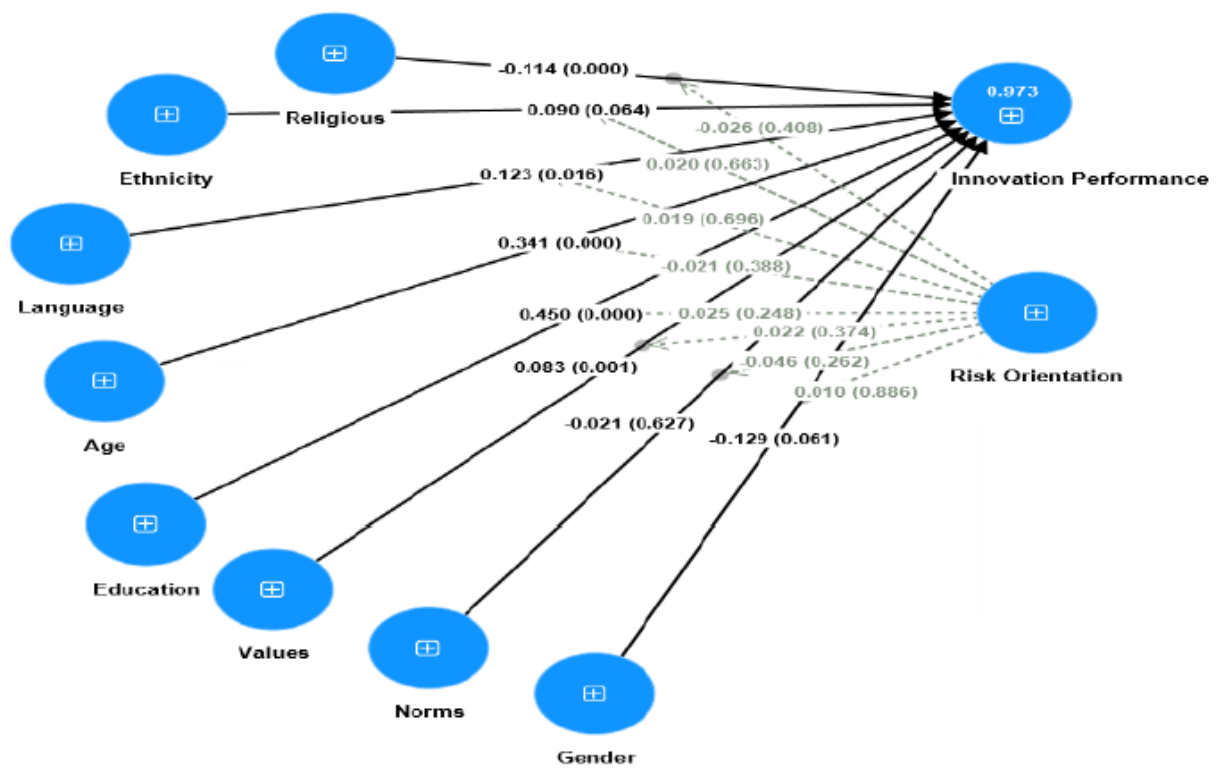 0.973
-0.114 (0.000)
Religious
0.090 (0.064)
-0.026 (0.408)
0.020 (0.663)
Ethnicity
0.123 (0.016)
Innovation Performance
0.019 (0.696)
0.341 (0.000)
-0.021 (0.388)
Language
0.450 (0.000)
0.025 (0.248)
0.022 (0.374)
0.083 (0.001)
-0.046 (0.262)
Risk Orientation
0.010 (0.886)
-0.021 (0.627)
-0.129 (0.061)
Age
Education
Values
Norms
Gender